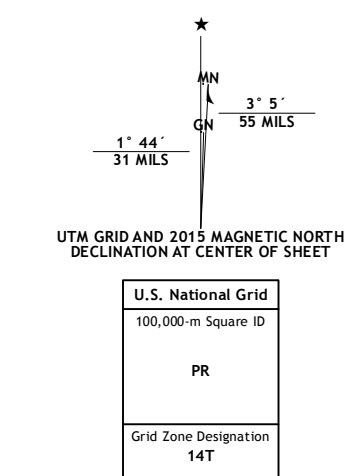 ★
MN
3° 5´
55 MILS
GN
1° 44´
31 MILS
UTM GRID AND 2015 MAGNETIC NORTH
DECLINATION AT CENTER OF SHEET
U.S. National Grid
100,000-m Square ID
PR
Grid Zone Designation
14T